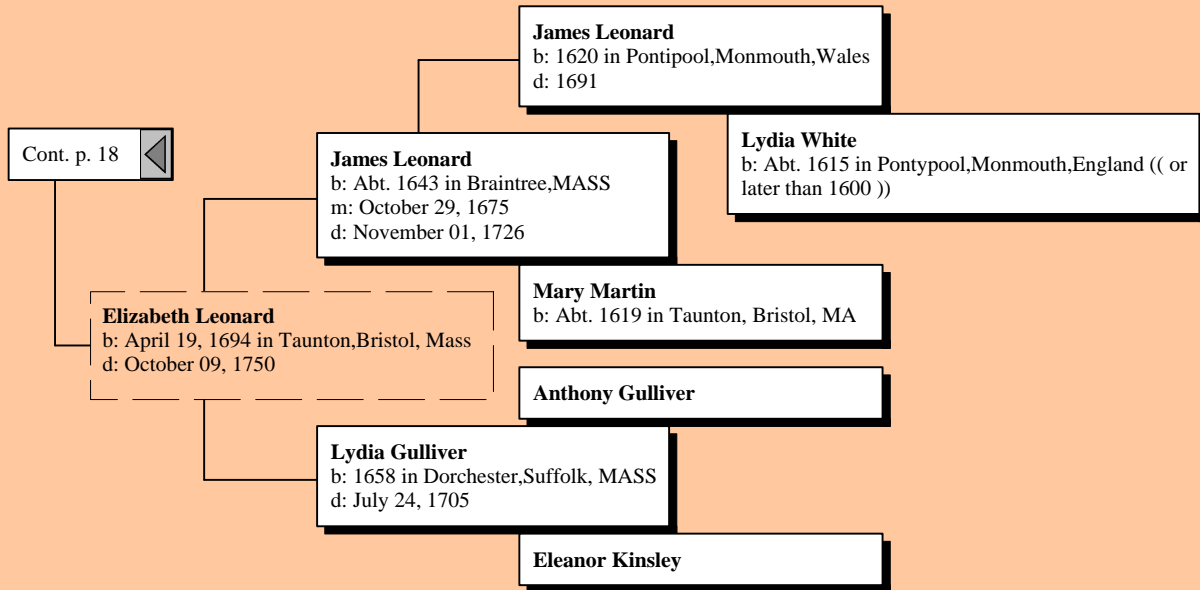 James Leonard
b: 1620 in Pontipool,Monmouth,Wales
d: 1691
Lydia White
b: Abt. 1615 in Pontypool,Monmouth,England (( or
later than 1600 ))
Cont. p. 18
James Leonard
b: Abt. 1643 in Braintree,MASS
m: October 29, 1675
d: November 01, 1726
Mary Martin
b: Abt. 1619 in Taunton, Bristol, MA
Elizabeth Leonard
b: April 19, 1694 in Taunton,Bristol, Mass
d: October 09, 1750
Anthony Gulliver
Lydia Gulliver
b: 1658 in Dorchester,Suffolk, MASS
d: July 24, 1705
Eleanor Kinsley